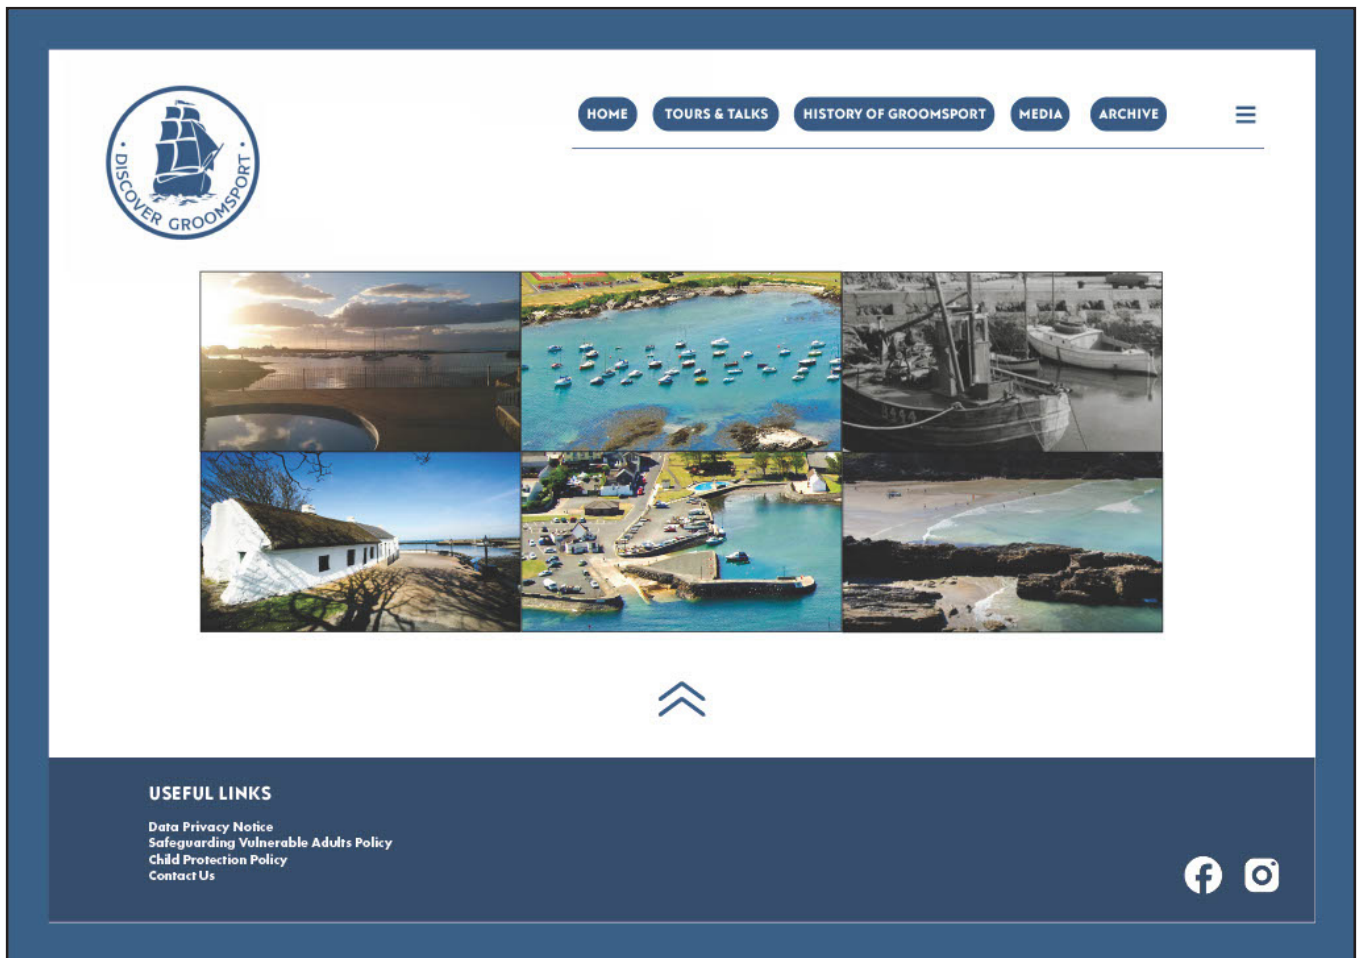 DISCOVER GROOMSPORT
HOME
TOURS & TALKS
HISTORY OF GROOMSPORT
MEDIA
ARCHIVE
USEFUL LINKS
Data Privacy Notice
Safeguarding Vulnerable Adults Policy
Child Protection Policy
Contact Us